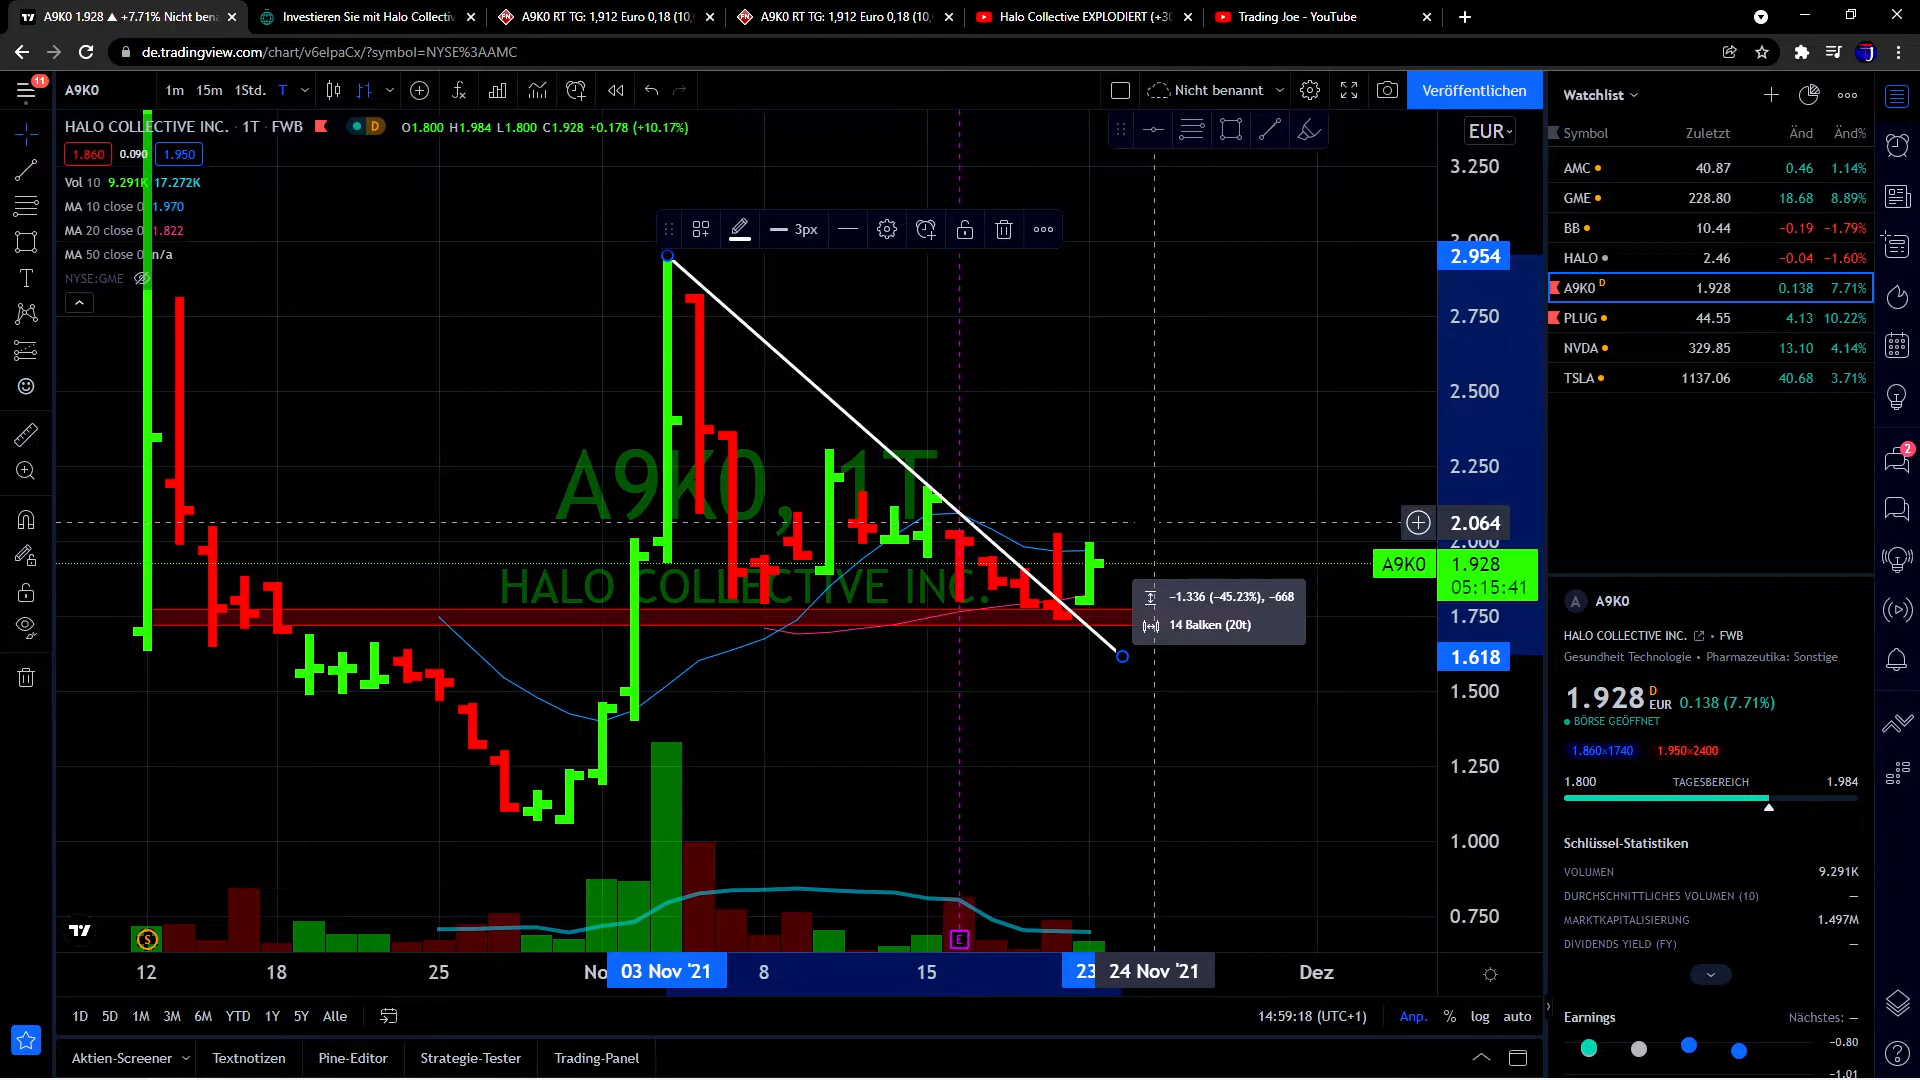 A9K0 1.928 ▲ +7.71% Nicht bena
Investieren Sie mit Halo Collectiv
A9K0 RT TG: 1,912 Euro 0,18 (10,
A9K0 RT TG: 1,912 Euro 0,18 (10,
Halo Collective EXPLODIERT (+30
Trading Joe - YouTube
de.tradingview.com/chart/v6elpaCx/?symbol=NYSE%3AAMC
11
A9K0
1m 15m 1Std. T
Nicht benannt
Veröffentlichen
HALO COLLECTIVE INC. · 1T · FWB
D
O1.800 H1.984 L1.800 C1.928 +0.178 (+10.17%)
1.860 0.090 1.950
Vol 10 9.291K 17.272K
MA 10 close 0 1.970
MA 20 close 0 1.822
MA 50 close 0 n/a
NYSE:GME
3px
A9K0, 1T
HALO COLLECTIVE INC.
−1.336 (−45.23%), −668
14 Balken (20t)
EUR
3.250
3.000
2.954
2.750
2.500
2.250
2.064
2.000
A9K0 1.928
05:15:41
1.750
1.618
1.500
1.250
1.000
0.750
S
E
12 18 25 No 03 Nov '21 8 15 23 24 Nov '21 Dez
1D 5D 1M 3M 6M YTD 1Y 5Y Alle
14:59:18 (UTC+1) Anp. % log auto
Aktien-Screener Textnotizen Pine-Editor Strategie-Tester Trading-Panel
Watchlist
Symbol Zuletzt Änd Änd%
AMC 40.87 0.46 1.14%
GME 228.80 18.68 8.89%
BB 10.44 −0.19 −1.79%
HALO 2.46 −0.04 −1.60%
A9K0 D 1.928 0.138 7.71%
PLUG 44.55 4.13 10.22%
NVDA 329.85 13.10 4.14%
TSLA 1137.06 40.68 3.71%
2
A A9K0
HALO COLLECTIVE INC. • FWB
Gesundheit Technologie • Pharmazeutika: Sonstige
1.928 D EUR 0.138 (7.71%)
BÖRSE GEÖFFNET
1.860×1740 1.950×2400
1.800 TAGESBEREICH 1.984
Schlüssel-Statistiken
VOLUMEN 9.291K
DURCHSCHNITTLICHES VOLUMEN (10) —
MARKTKAPITALISIERUNG 1.497M
DIVIDENDS YIELD (FY) —
Earnings Nächstes: —
−0.80
−1.01